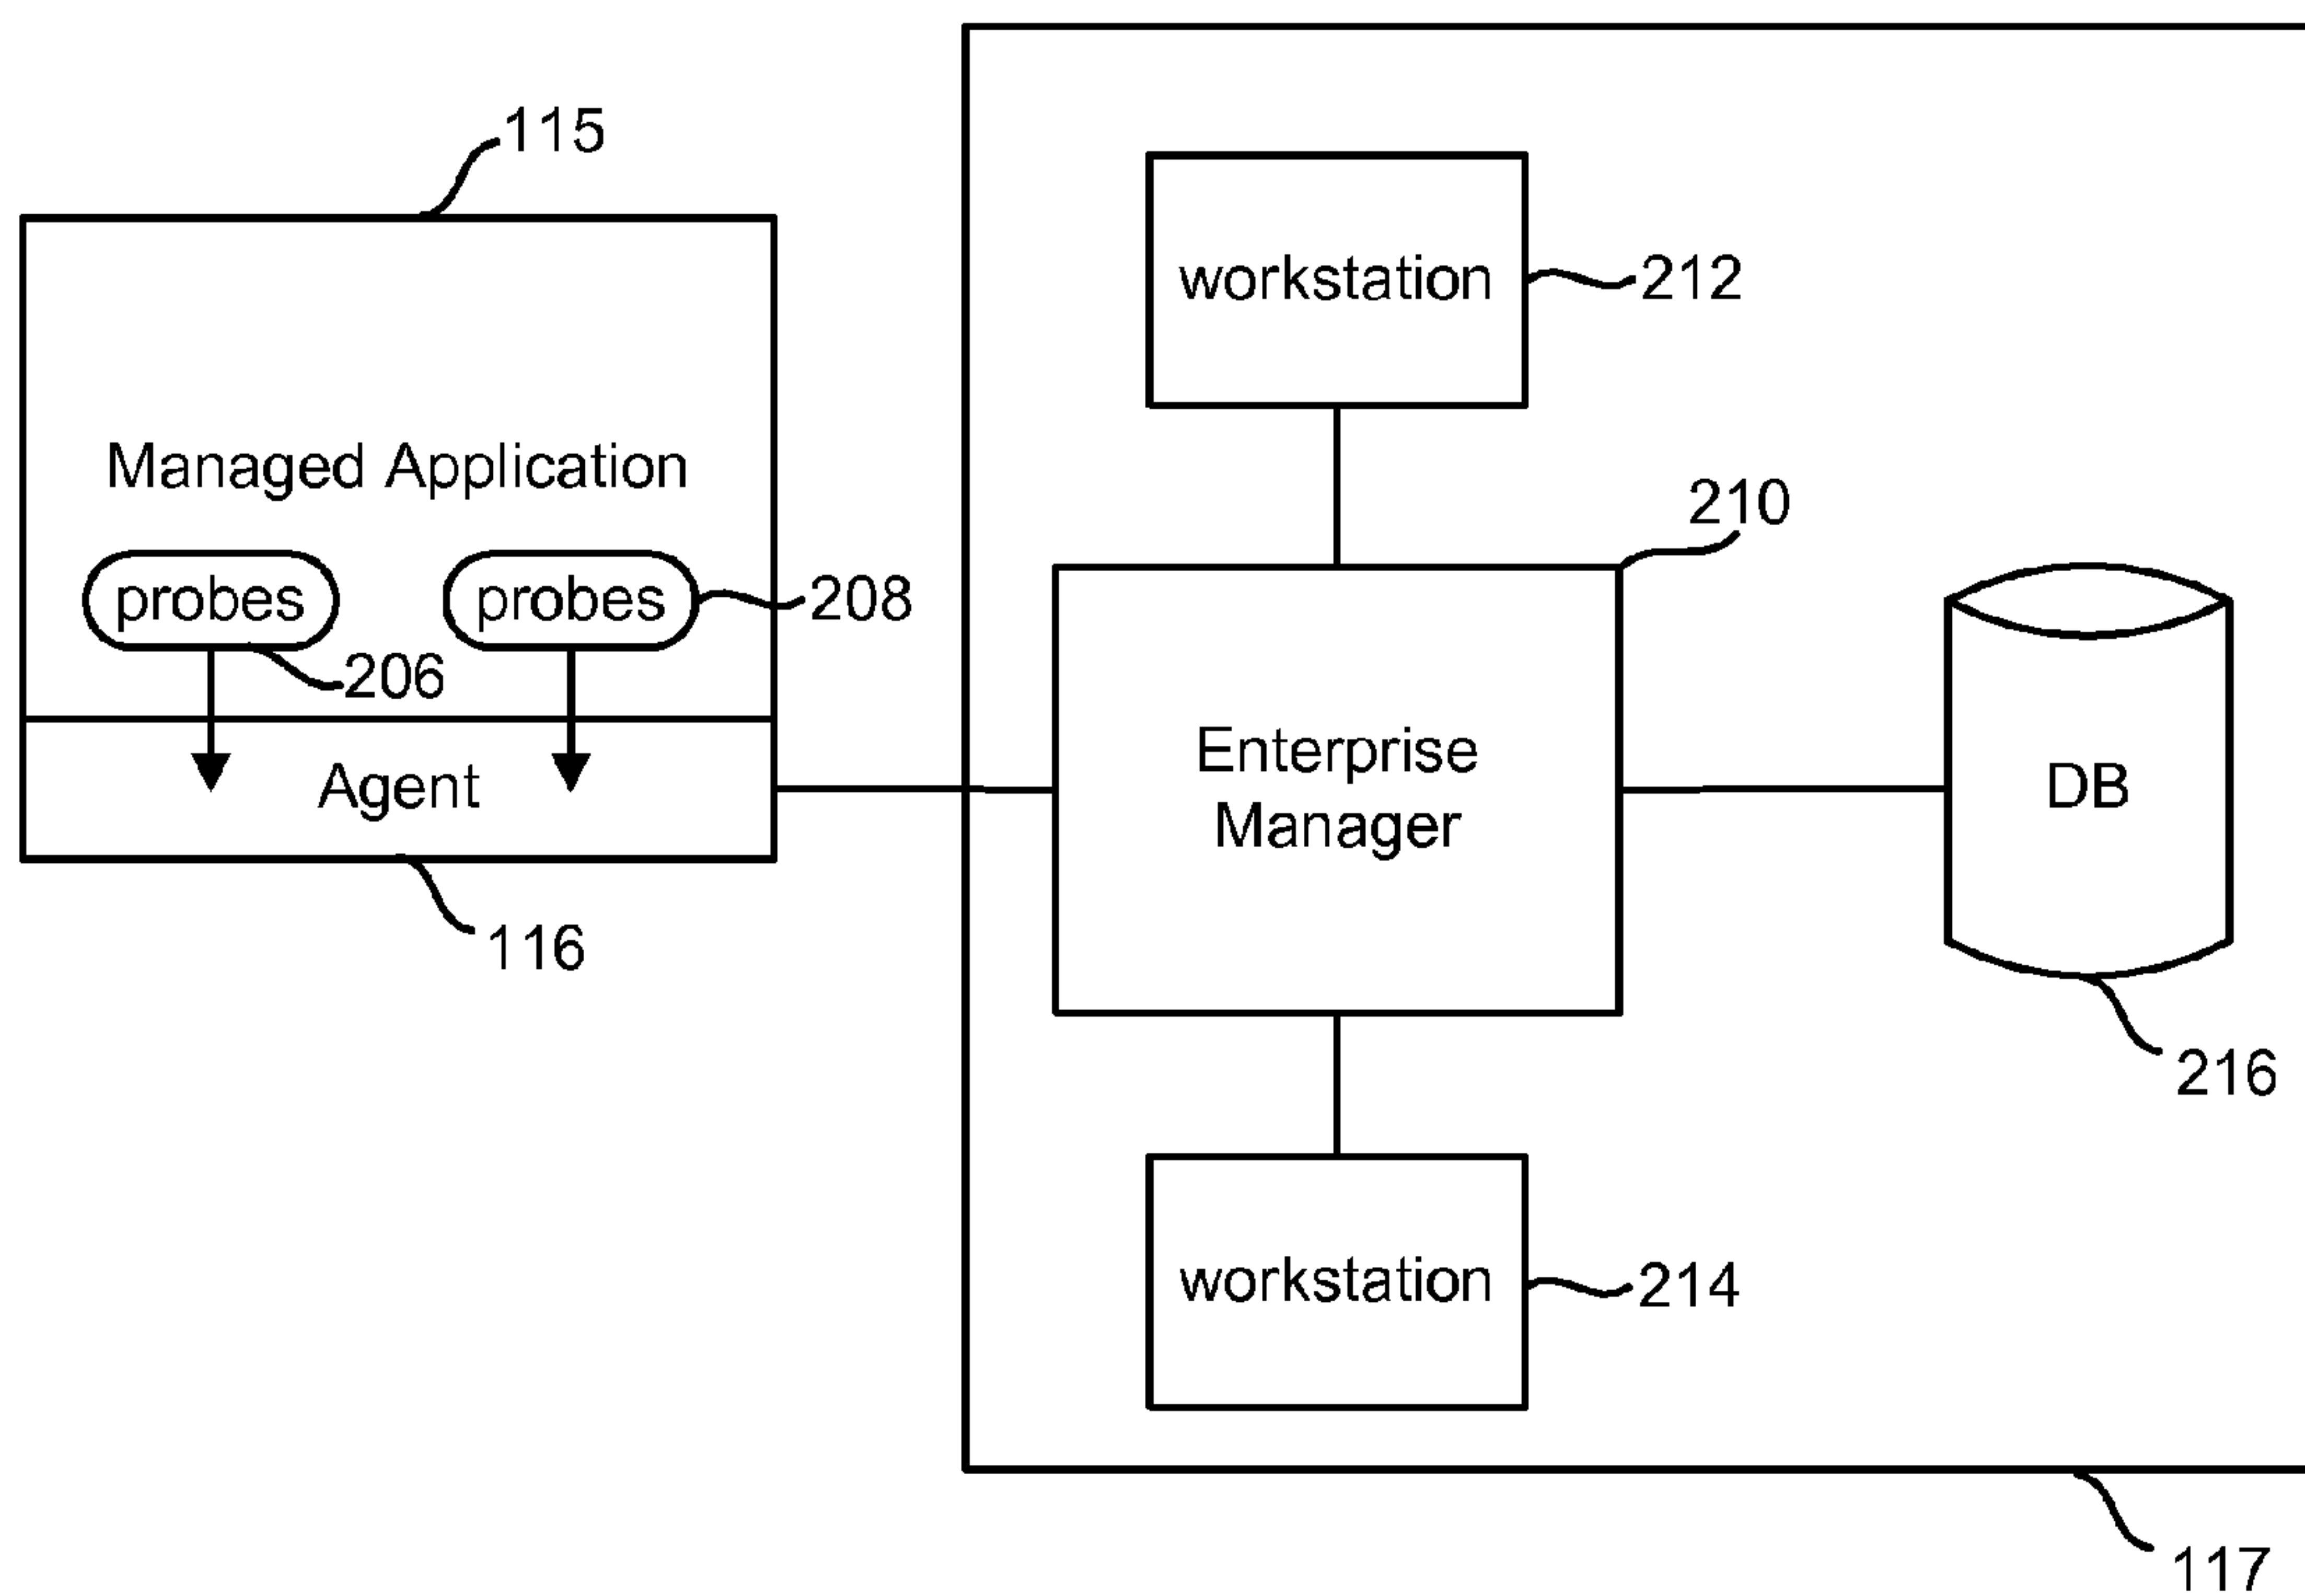 115
workstation
212
Managed Application
210
probes
probes
208
206
Enterprise
Manager
Agent
DB
116
216
workstation
214
117